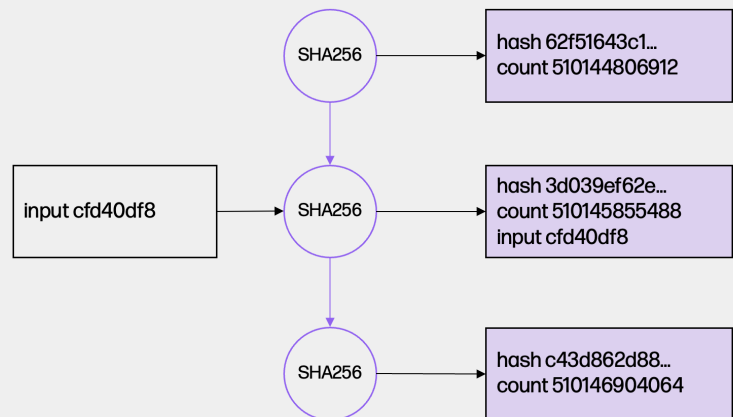 SHA256
hash 62f51643c1...
count 510144806912
input cfd40df8
SHA256
hash 3d039ef62e...
count 510145855488
input cfd40df8
SHA256
hash c43d862d88...
count 510146904064